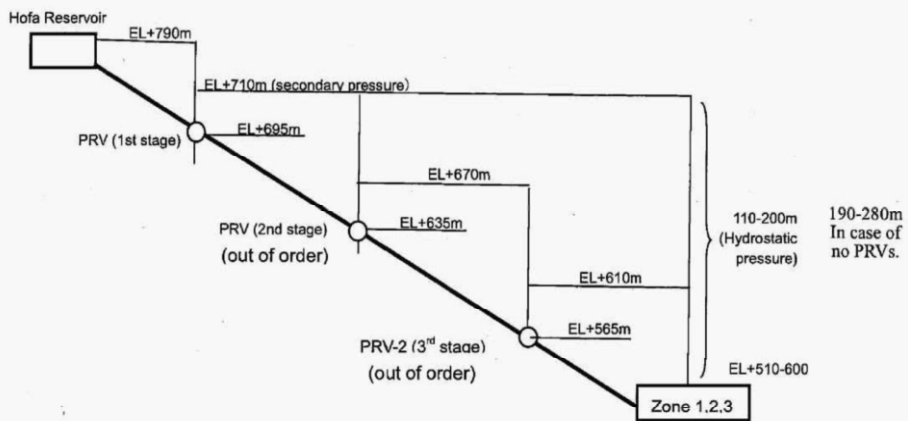 Hofa Reservoir
EL+790m
EL+710m (secondary pressure)
PRV (1st stage)
EL+695m
EL+670m
PRV (2nd stage)
(out of order)
EL+635m
110-200m
(Hydrostatic
pressure)
190-280m
In case of
no PRVs.
EL+610m
PRV-2 (3rd stage)
(out of order)
EL+565m
EL+510-600
Zone 1,2,3